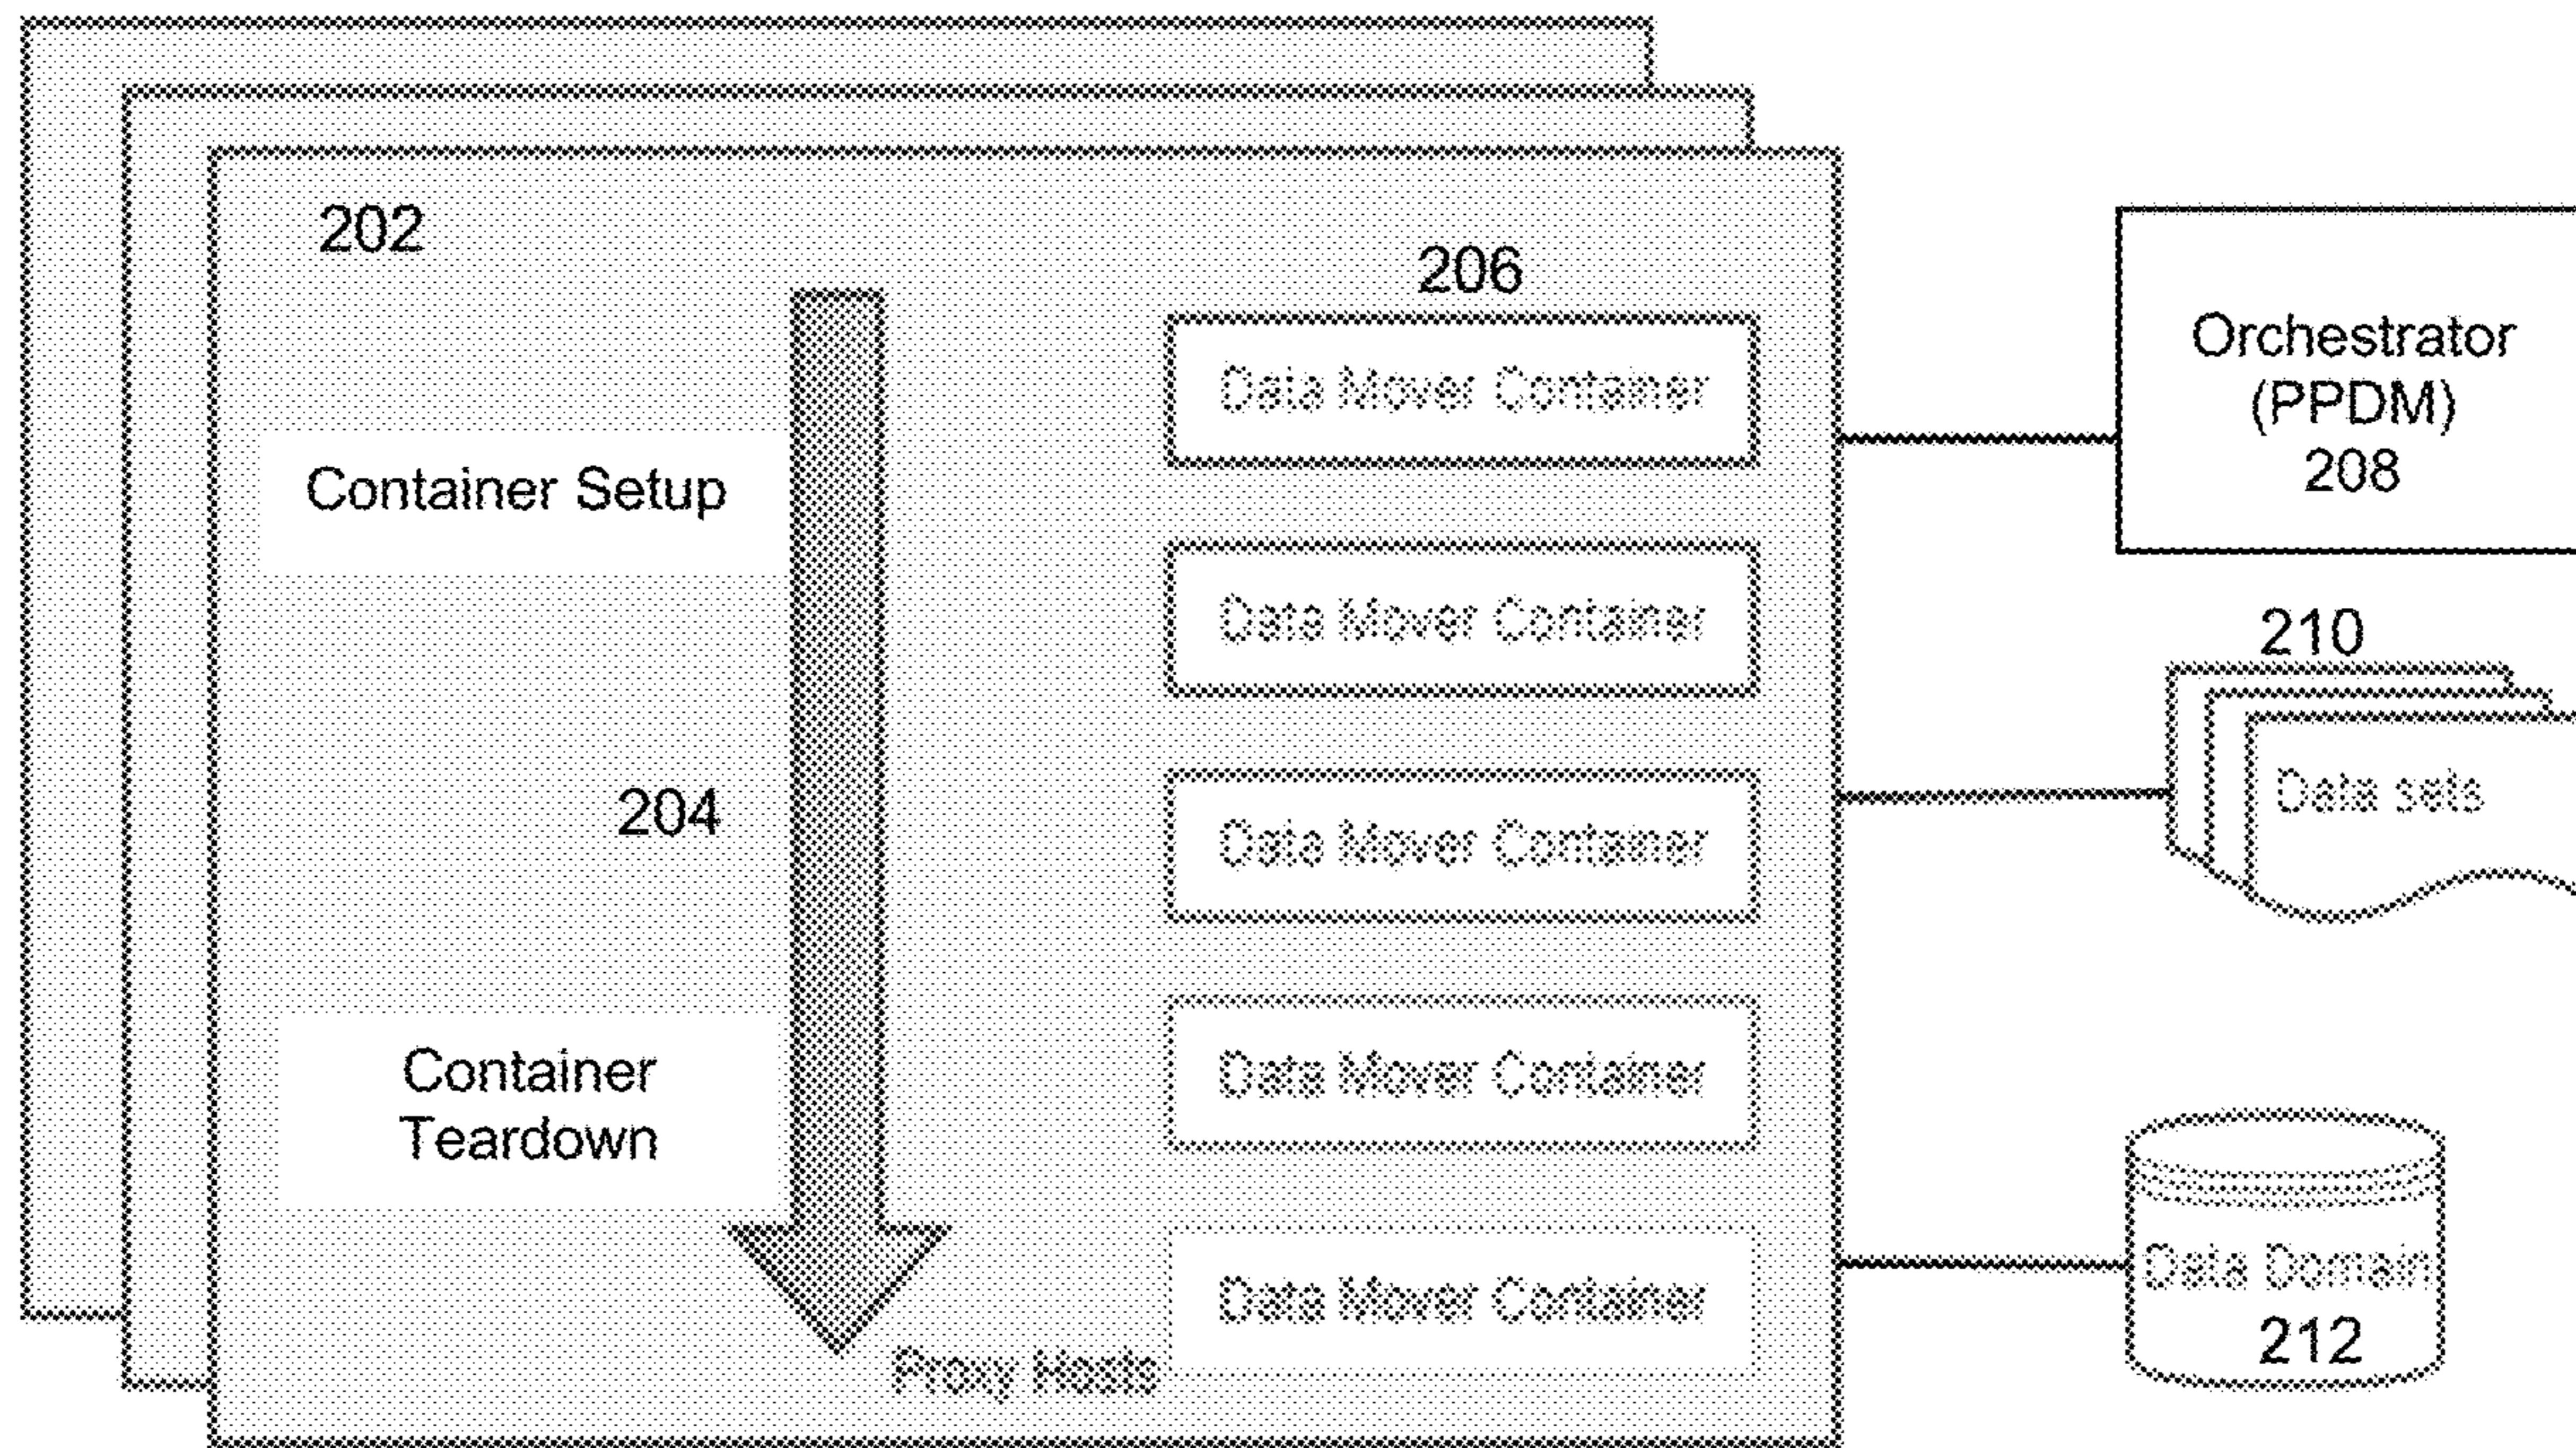 202
206
Data Mover Container
Orchestrator
(PPDM)
208
Container Setup
Data Mover Container
210
Data sets
204
Data Mover Container
Container
Teardown
Data Mover Container
Data Mover Container
Data Domain
212
Proxy Hosts